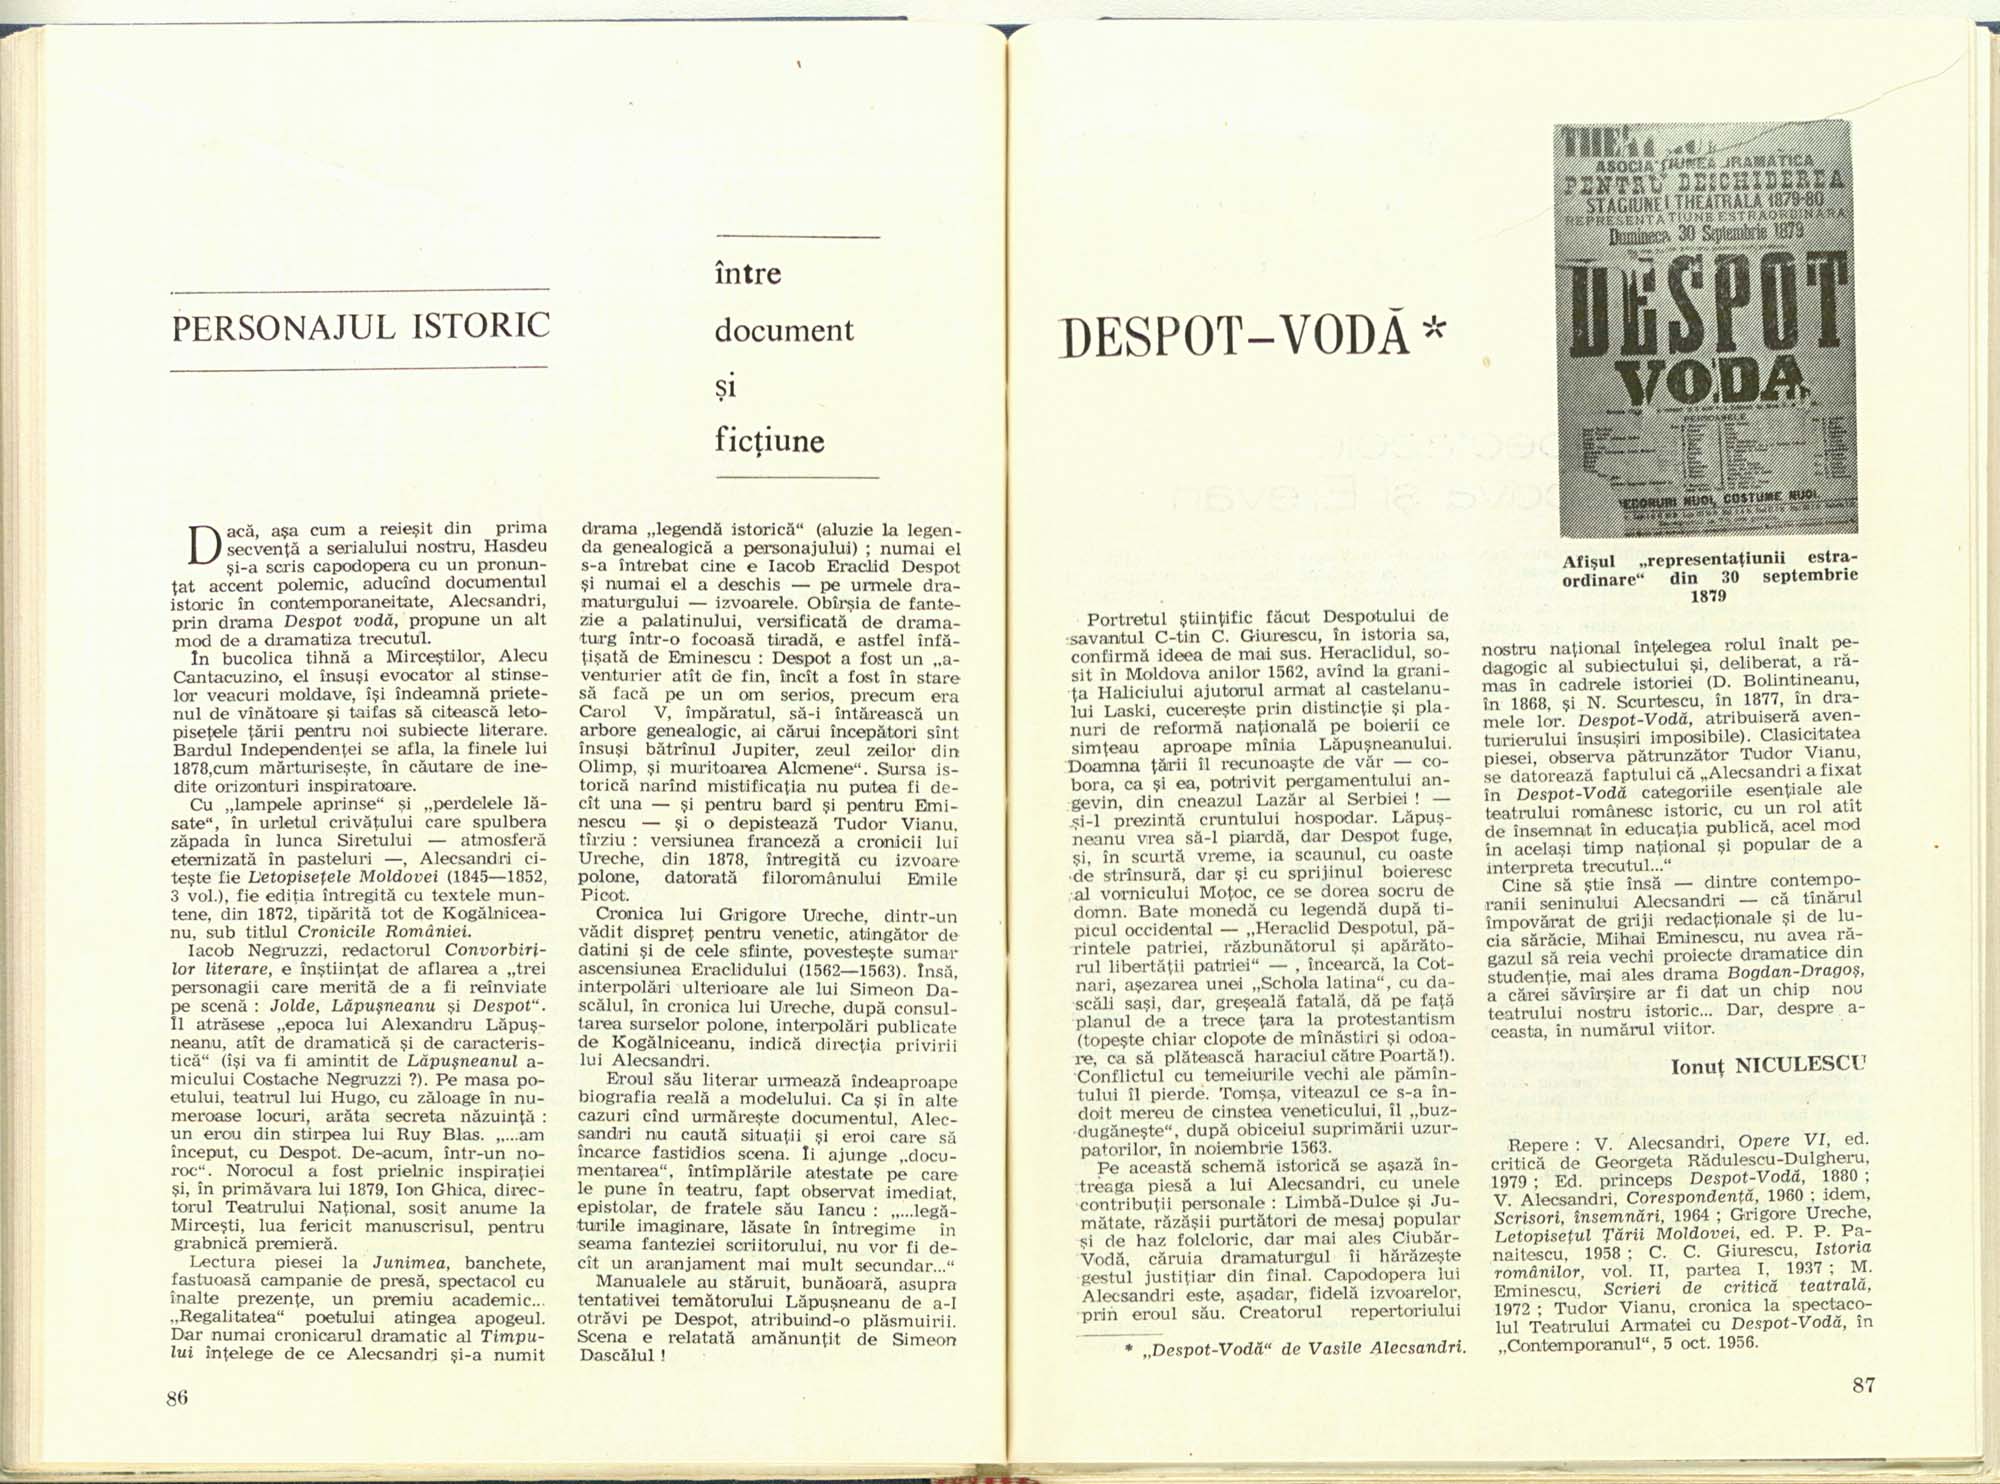 PERSONAJUL ISTORIC
între
document
și
ficțiune
Dacă, așa cum a reieșit din prima
secvență a serialului nostru, Hasdeu
și-a scris capodopera cu un pronun-
țat accent polemic, aducînd documentul
istoric în contemporaneitate, Alecsandri,
prin drama Despot vodă, propune un alt
mod de a dramatiza trecutul.
În bucolica tihnă a Mirceștilor, Alecu
Cantacuzino, el însuși evocator al stinse-
lor veacuri moldave, își îndeamnă priete-
nul de vînătoare și taifas să citească leto-
pisețele țării pentru noi subiecte literare.
Bardul Independenței se afla, la finele lui
1878,cum mărturisește, în căutare de ine-
dite orizonturi inspiratoare.
Cu „lampele aprinse“ și „perdelele lă-
sate“, în urletul crivățului care spulbera
zăpada în lunca Siretului — atmosferă
eternizată în pasteluri —, Alecsandri ci-
tește fie Letopisețele Moldovei (1845—1852,
3 vol.), fie ediția întregită cu textele mun-
tene, din 1872, tipărită tot de Kogălnicea-
nu, sub titlul Cronicile României.
Iacob Negruzzi, redactorul Convorbiri-
lor literare, e înștiințat de aflarea a „trei
personagii care merită de a fi reînviate
pe scenă : Jolde, Lăpușneanu și Despot“.
Îl atrăsese „epoca lui Alexandru Lăpuș-
neanu, atît de dramatică și de caracteris-
tică“ (își va fi amintit de Lăpușneanul a-
micului Costache Negruzzi ?). Pe masa po-
etului, teatrul lui Hugo, cu zăloage în nu-
meroase locuri, arăta secreta năzuință :
un erou din stirpea lui Ruy Blas. „...am
început, cu Despot. De-acum, într-un no-
roc“. Norocul a fost prielnic inspirației
și, în primăvara lui 1879, Ion Ghica, direc-
torul Teatrului Național, sosit anume la
Mircești, lua fericit manuscrisul, pentru
grabnică premieră.
Lectura piesei la Junimea, banchete,
fastuoasă campanie de presă, spectacol cu
înalte prezențe, un premiu academic...
„Regalitatea“ poetului atingea apogeul.
Dar numai cronicarul dramatic al Timpu-
lui înțelege de ce Alecsandri și-a numit
drama „legendă istorică“ (aluzie la legen-
da genealogică a personajului) ; numai el
s-a întrebat cine e Iacob Eraclid Despot
și numai el a deschis — pe urmele dra-
maturgului — izvoarele. Obîrșia de fante-
zie a palatinului, versificată de drama-
turg într-o focoasă tiradă, e astfel înfă-
țișată de Eminescu : Despot a fost un „a-
venturier atît de fin, încît a fost în stare
să facă pe un om serios, precum era
Carol V, împăratul, să-i întărească un
arbore genealogic, ai cărui începători sînt
însuși bătrînul Jupiter, zeul zeilor din
Olimp, și muritoarea Alcmene“. Sursa is-
torică narînd mistificația nu putea fi de-
cît una — și pentru bard și pentru Emi-
nescu — și o depistează Tudor Vianu,
tîrziu : versiunea franceză a cronicii lui
Ureche, din 1878, întregită cu izvoare
polone, datorată filoromânului Emile
Picot.
Cronica lui Grigore Ureche, dintr-un
vădit dispreț pentru venetic, atingător de
datini și de cele sfinte, povestește sumar
ascensiunea Eraclidului (1562—1563). Însă,
interpolări ulterioare ale lui Simeon Da-
scălul, în cronica lui Ureche, după consul-
tarea surselor polone, interpolări publicate
de Kogălniceanu, indică direcția privirii
lui Alecsandri.
Eroul său literar urmează îndeaproape
biografia reală a modelului. Ca și în alte
cazuri cînd urmărește documentul, Alec-
sandri nu caută situații și eroi care să
încarce fastidios scena. Îi ajunge „docu-
mentarea“, întîmplările atestate pe care
le pune în teatru, fapt observat imediat,
epistolar, de fratele său Iancu : „...legă-
turile imaginare, lăsate în întregime în
seama fanteziei scriitorului, nu vor fi de-
cît un aranjament mai mult secundar...“
Manualele au stăruit, bunăoară, asupra
tentativei temătorului Lăpușneanu de a-l
otrăvi pe Despot, atribuind-o plăsmuirii.
Scena e relatată amănunțit de Simeon
Dascălul !
86
DESPOT–VODĂ *
ASOCIAȚIUNEA DRAMATICA
PENTRU DESCHIDEREA
STAGIUNEI THEATRALA 1879-80
REPRESENTATIUNE ESTRAORDINARA
Dumineca, 30 Septembrie 1879
DESPOT
VODA
PERSOANELE
DECORURI NUOI, COSTUME NUOI
Afișul „representațiunii estra-
ordinare“ din 30 septembrie
1879
Portretul științific făcut Despotului de
savantul C-tin C. Giurescu, în istoria sa,
confirmă ideea de mai sus. Heraclidul, so-
sit în Moldova anilor 1562, avînd la grani-
ța Haliciului ajutorul armat al castelanu-
lui Laski, cucerește prin distincție și pla-
nuri de reformă națională pe boierii ce
simțeau aproape mînia Lăpușneanului.
Doamna țării îl recunoaște de văr — co-
bora, ca și ea, potrivit pergamentului an-
gevin, din cneazul Lazăr al Serbiei ! —
și-l prezintă cruntului hospodar. Lăpuș-
neanu vrea să-l piardă, dar Despot fuge,
și, în scurtă vreme, ia scaunul, cu oaste
de strînsură, dar și cu sprijinul boieresc
al vornicului Moțoc, ce se dorea socru de
domn. Bate monedă cu legendă după ti-
picul occidental — „Heraclid Despotul, pă-
rintele patriei, răzbunătorul și apărăto-
rul libertății patriei“ — , încearcă, la Cot-
nari, așezarea unei „Schola latina“, cu da-
scăli sași, dar, greșeală fatală, dă pe față
planul de a trece țara la protestantism
(topește chiar clopote de mînăstiri și odoa-
re, ca să plătească haraciul către Poartă!).
Conflictul cu temeiurile vechi ale pămîn-
tului îl pierde. Tomșa, viteazul ce s-a în-
doit mereu de cinstea veneticului, îl „buz-
dugănește“, după obiceiul suprimării uzur-
patorilor, în noiembrie 1563.
Pe această schemă istorică se așază în-
treaga piesă a lui Alecsandri, cu unele
contribuții personale : Limbă-Dulce și Ju-
mătate, răzășii purtători de mesaj popular
și de haz folcloric, dar mai ales Ciubăr-
Vodă, căruia dramaturgul îi hărăzește
gestul justițiar din final. Capodopera lui
Alecsandri este, așadar, fidelă izvoarelor,
prin eroul său. Creatorul repertoriului
* „Despot-Vodă“ de Vasile Alecsandri.
nostru național înțelegea rolul înalt pe-
dagogic al subiectului și, deliberat, a ră-
mas în cadrele istoriei (D. Bolintineanu,
în 1868, și N. Scurtescu, în 1877, în dra-
mele lor. Despot-Vodă, atribuiseră aven-
turierului însușiri imposibile). Clasicitatea
piesei, observa pătrunzător Tudor Vianu,
se datorează faptului că „Alecsandri a fixat
în Despot-Vodă categoriile esențiale ale
teatrului românesc istoric, cu un rol atît
de însemnat în educația publică, acel mod
în același timp național și popular de a
interpreta trecutul...“
Cine să știe însă — dintre contempo-
ranii seninului Alecsandri — că tînărul
împovărat de griji redacționale și de lu-
cia sărăcie, Mihai Eminescu, nu avea ră-
gazul să reia vechi proiecte dramatice din
studenție, mai ales drama Bogdan-Dragoș,
a cărei săvîrșire ar fi dat un chip nou
teatrului nostru istoric... Dar, despre a-
ceasta, în numărul viitor.
Ionuț NICULESCU
Repere : V. Alecsandri, Opere VI, ed.
critică de Georgeta Rădulescu-Dulgheru,
1979 ; Ed. princeps Despot-Vodă, 1880 ;
V. Alecsandri, Corespondență, 1960 ; idem,
Scrisori, însemnări, 1964 ; Grigore Ureche,
Letopisețul Țării Moldovei, ed. P. P. Pa-
naitescu, 1958 ; C. C. Giurescu, Istoria
românilor, vol. II, partea I, 1937 ; M.
Eminescu, Scrieri de critică teatrală,
1972 ; Tudor Vianu, cronica la spectaco-
lul Teatrului Armatei cu Despot-Vodă, în
„Contemporanul“, 5 oct. 1956.
87